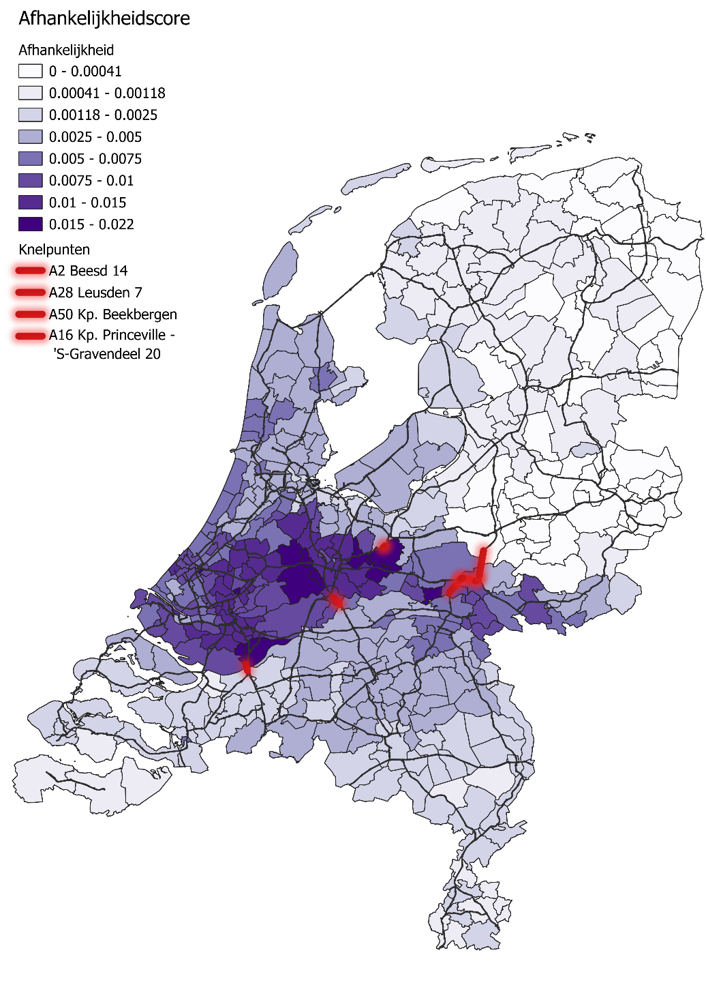 Afhankelijkheidscore
Afhankelijkheid
0 - 0.00041
0.00041 - 0.00118
0.00118 - 0.0025
0.0025 - 0.005
0.005 - 0.0075
0.0075 - 0.01
0.01 - 0.015
0.015 - 0.022
Knelpunten
A2 Beesd 14
A28 Leusden 7
A50 Kp. Beekbergen
A16 Kp. Princeville -
'S-Gravendeel 20